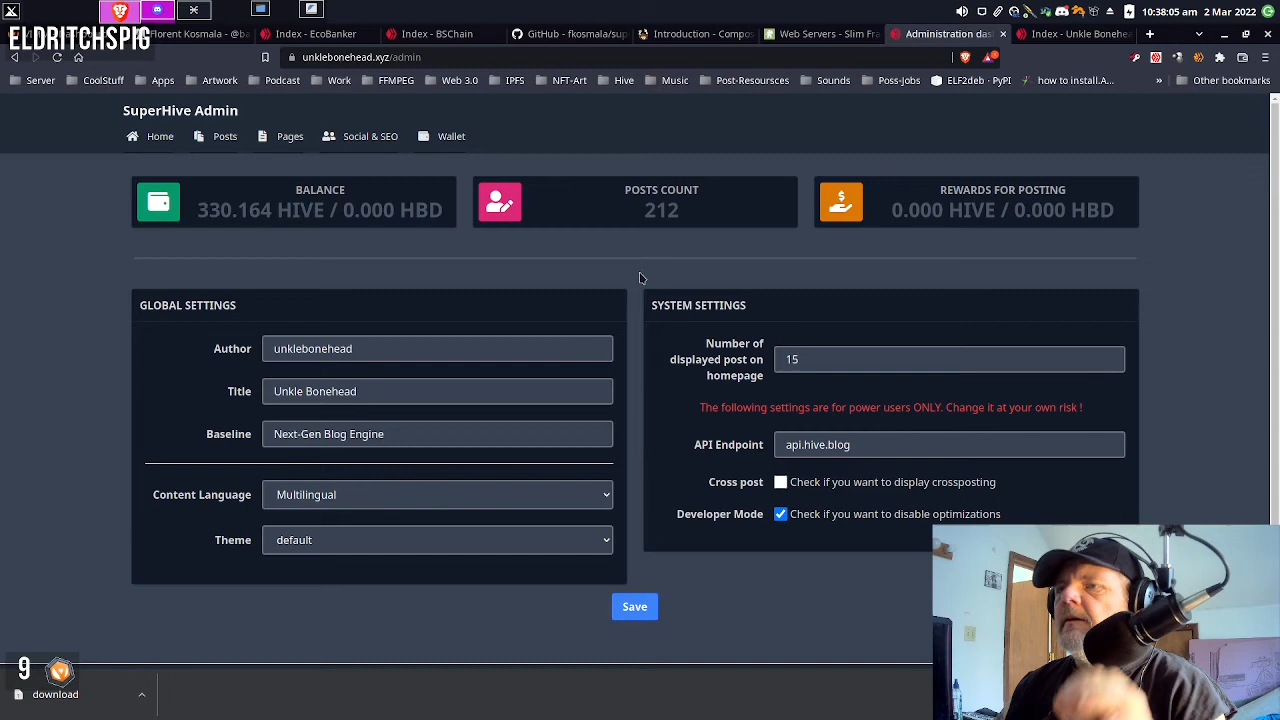 10:38:05 am 2 Mar 2022
ELDRITCHSPIG
Florent Kosmala - @ba
Index - EcoBanker
Index - BSChain
GitHub - fkosmala/sup
Introduction - Compos
Web Servers - Slim Fra
Administration dash
Index - Unkle Bonehead
unklebonehead.xyz/admin
Server
CoolStuff
Apps
Artwork
Podcast
Work
FFMPEG
Web 3.0
IPFS
NFT-Art
Hive
Music
Post-Resoursces
Sounds
Poss-Jobs
ELF2deb · PyPI
how to install.A...
Other bookmarks
SuperHive Admin
Home
Posts
Pages
Social & SEO
Wallet
BALANCE
330.164 HIVE / 0.000 HBD
POSTS COUNT
212
REWARDS FOR POSTING
0.000 HIVE / 0.000 HBD
GLOBAL SETTINGS
Author unklebonehead
Title Unkle Bonehead
Baseline Next-Gen Blog Engine
Content Language Multilingual
Theme default
SYSTEM SETTINGS
Number of
displayed post on
homepage
15
The following settings are for power users ONLY. Change it at your own risk !
API Endpoint api.hive.blog
Cross post Check if you want to display crossposting
Developer Mode Check if you want to disable optimizations
Save
9
download